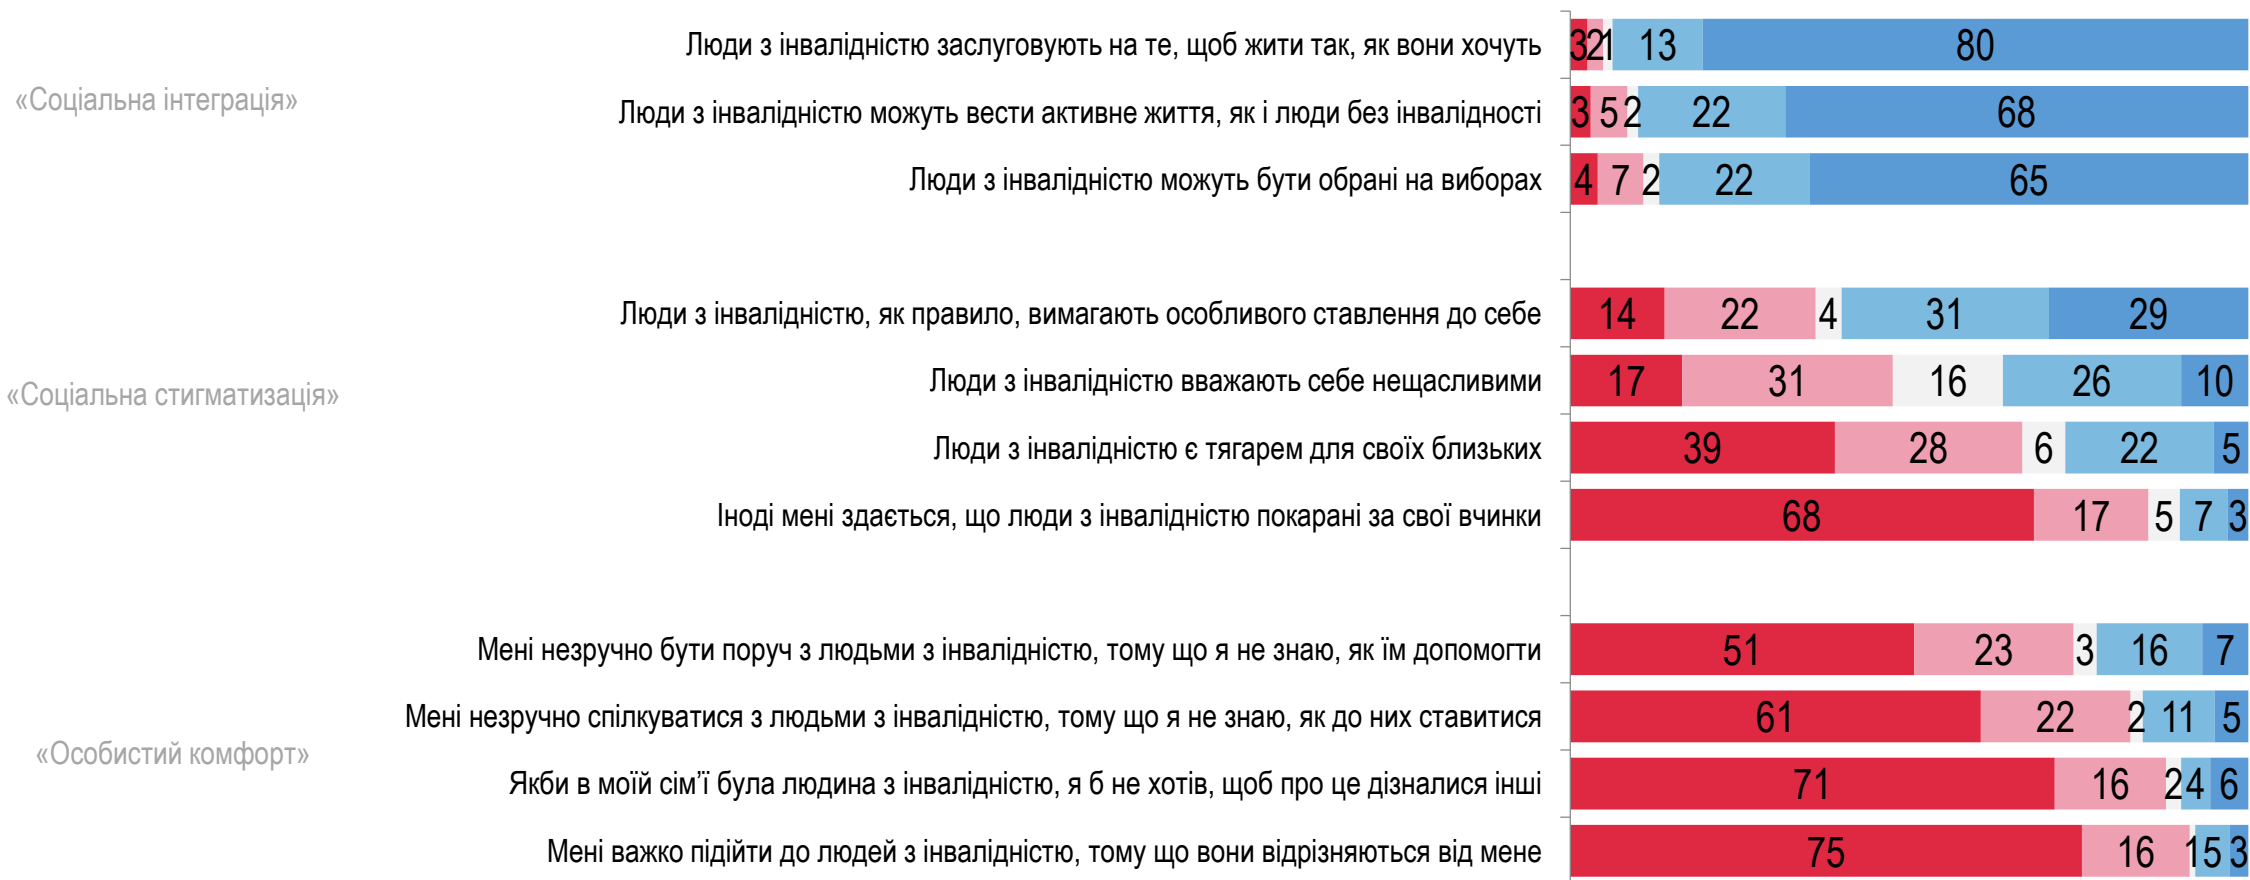 Люди з інвалідністю заслуговують на те, щоб жити так, як вони хочуть 3 2 1 13 80
«Соціальна інтеграція»
Люди з інвалідністю можуть вести активне життя, як і люди без інвалідності 3 5 2 22 68
Люди з інвалідністю можуть бути обрані на виборах 4 7 2 22 65
Люди з інвалідністю, як правило, вимагають особливого ставлення до себе 14 22 4 31 29
Люди з інвалідністю вважають себе нещасливими 17 31 16 26 10
«Соціальна стигматизація»
Люди з інвалідністю є тягарем для своїх близьких 39 28 6 22 5
Іноді мені здається, що люди з інвалідністю покарані за свої вчинки 68 17 5 7 3
Мені незручно бути поруч з людьми з інвалідністю, тому що я не знаю, як їм допомогти 51 23 3 16 7
Мені незручно спілкуватися з людьми з інвалідністю, тому що я не знаю, як до них ставитися 61 22 2 11 5
«Особистий комфорт»
Якби в моїй сім’ї була людина з інвалідністю, я б не хотів, щоб про це дізналися інші 71 16 2 4 6
Мені важко підійти до людей з інвалідністю, тому що вони відрізняються від мене 75 16 1 5 3